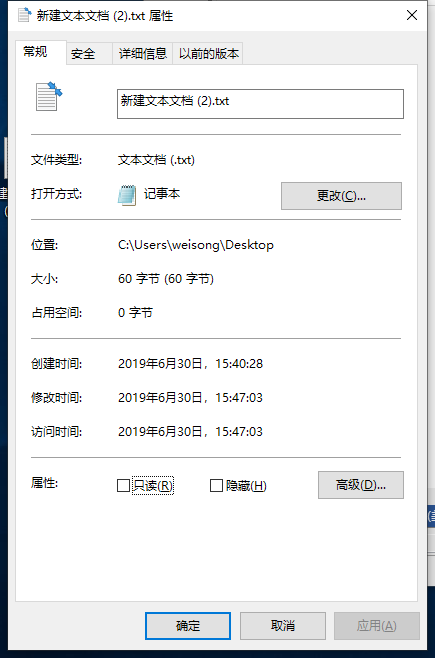 新建文本文档 (2).txt 属性
常规 安全 详细信息 以前的版本
新建文本文档 (2).txt
文件类型: 文本文档 (.txt)
打开方式: 记事本 更改(C)...
位置: C:\Users\weisong\Desktop
大小: 60 字节 (60 字节)
占用空间: 0 字节
创建时间: 2019年6月30日，15:40:28
修改时间: 2019年6月30日，15:47:03
访问时间: 2019年6月30日，15:47:03
属性: 只读(R) 隐藏(H) 高级(D)...
确定 取消 应用(A)